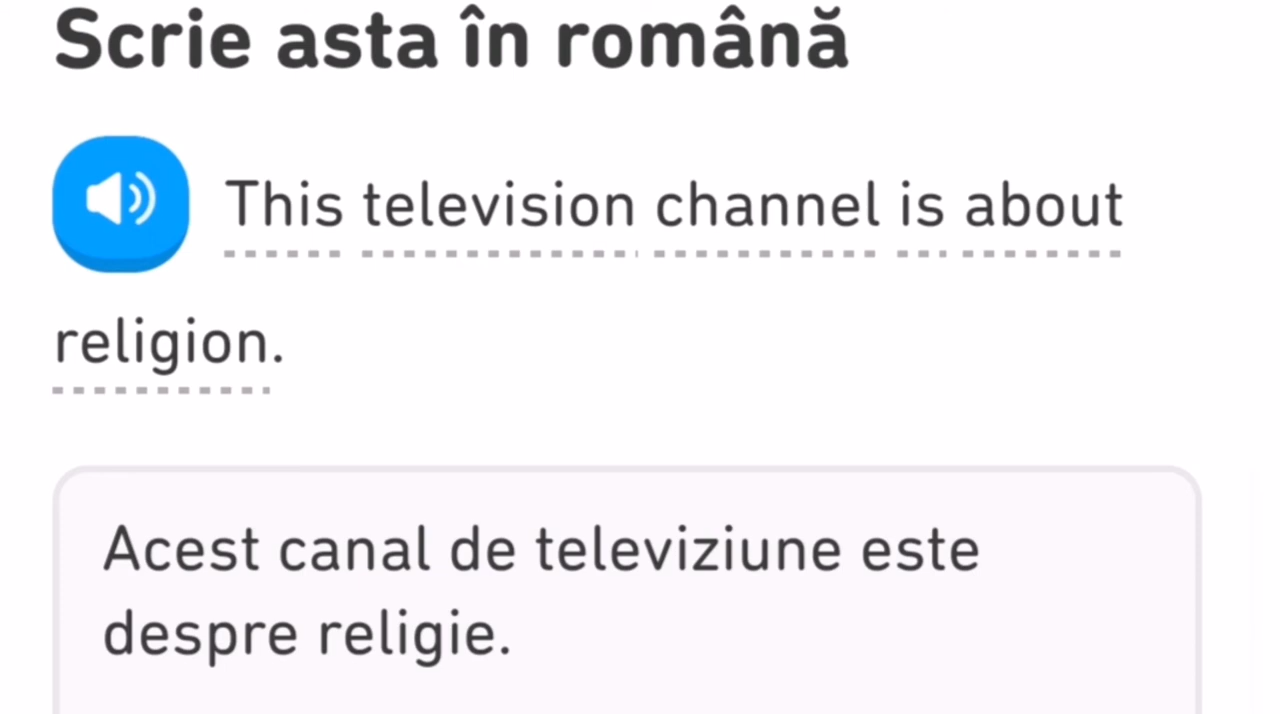 Scrie asta în română
This television channel is about
religion.
Acest canal de televiziune este
despre religie.